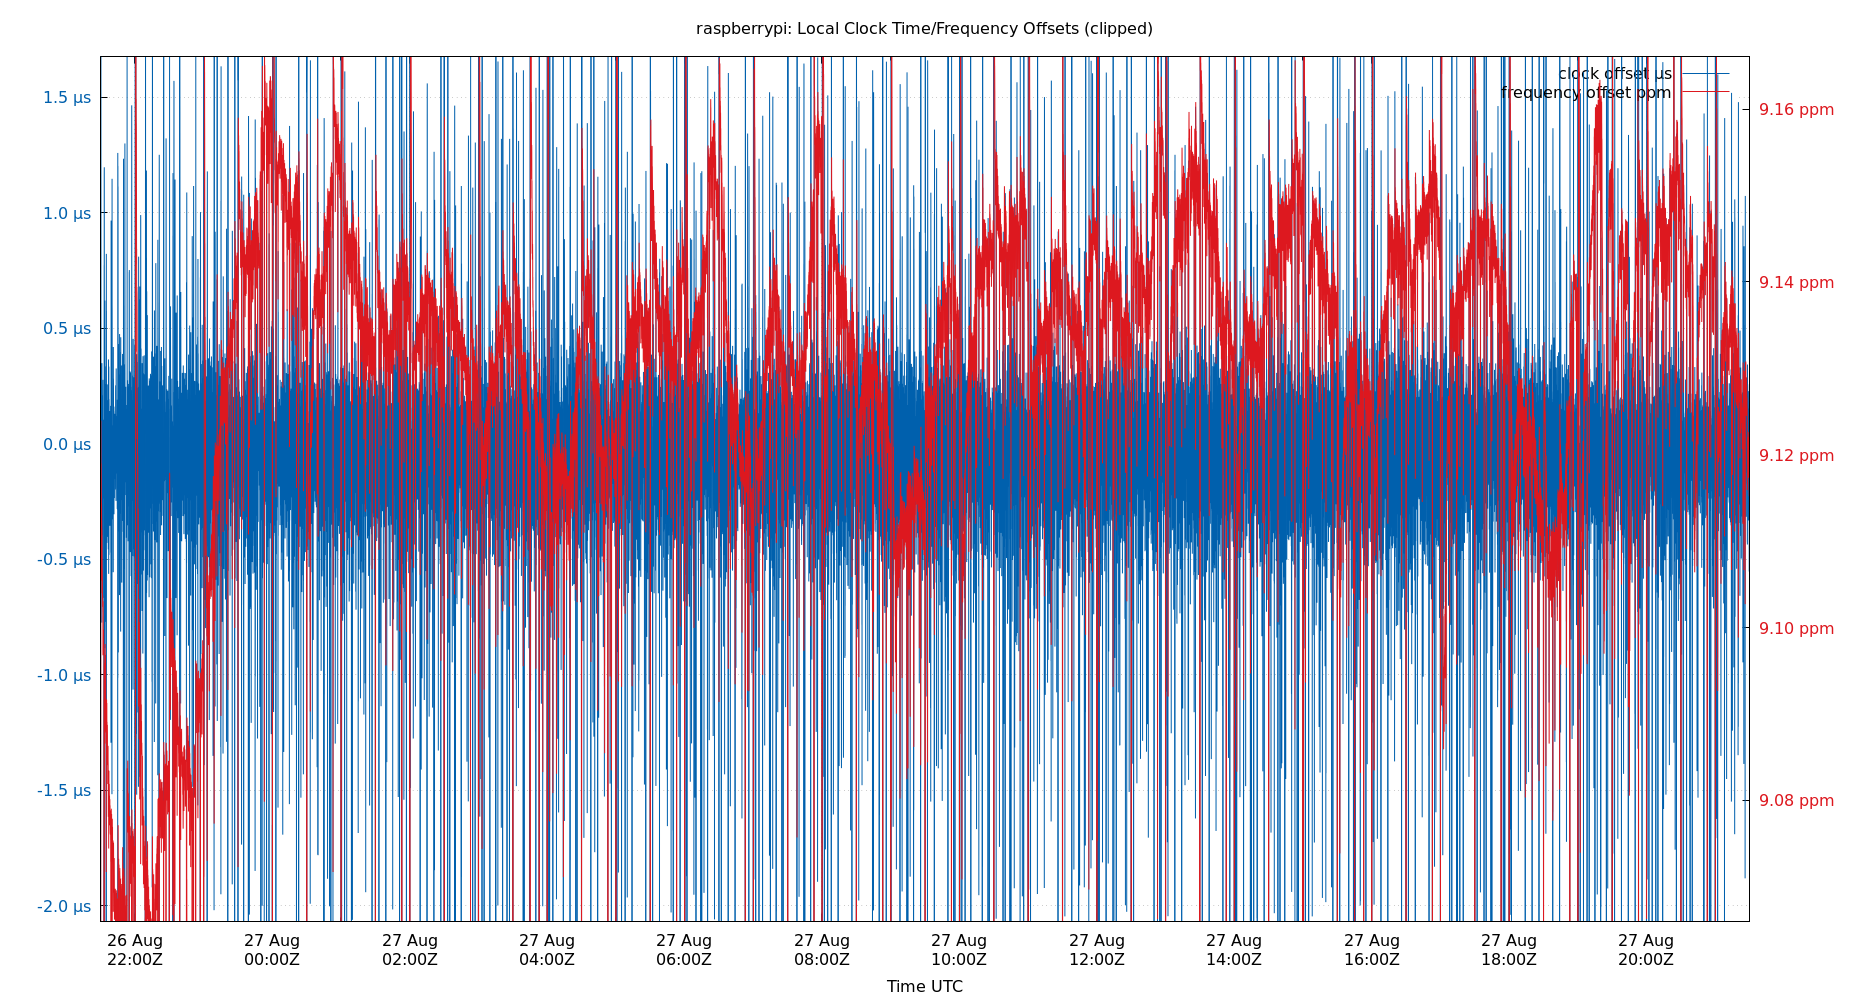 raspberrypi: Local Clock Time/Frequency Offsets (clipped)
clock offset µs
frequency offset ppm
1.5 µs
1.0 µs
0.5 µs
0.0 µs
-0.5 µs
-1.0 µs
-1.5 µs
-2.0 µs
9.16 ppm
9.14 ppm
9.12 ppm
9.10 ppm
9.08 ppm
26 Aug 27 Aug 27 Aug 27 Aug 27 Aug 27 Aug 27 Aug 27 Aug 27 Aug 27 Aug 27 Aug 27 Aug
22:00Z 00:00Z 02:00Z 04:00Z 06:00Z 08:00Z 10:00Z 12:00Z 14:00Z 16:00Z 18:00Z 20:00Z
Time UTC